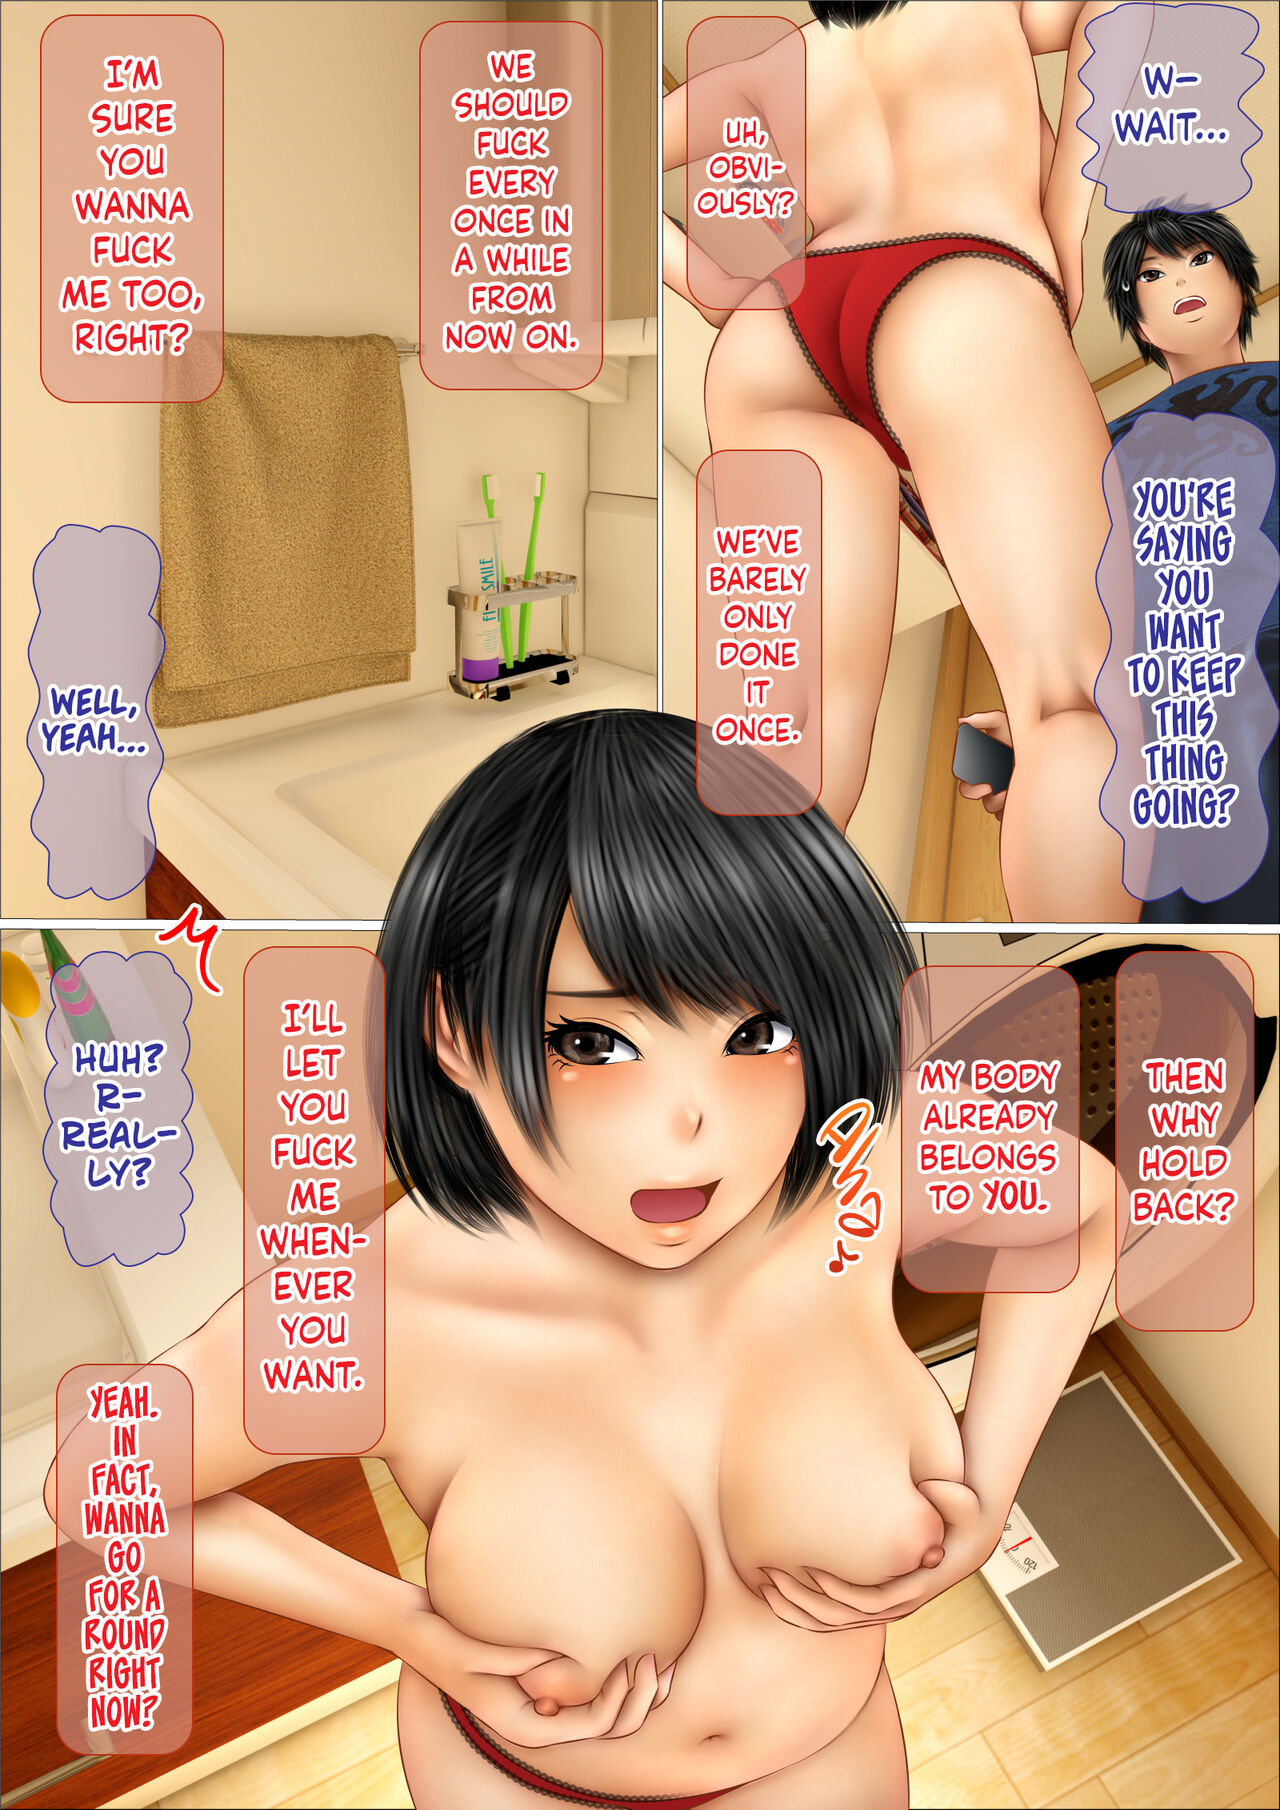 W-
WAIT...
UH,
OBVI-
OUSLY?
YOU'RE
SAYING
YOU
WANT
TO KEEP
THIS
THING
GOING?
WE'VE
BARELY
ONLY
DONE
IT
ONCE.
WE
SHOULD
FUCK
EVERY
ONCE IN
A WHILE
FROM
NOW ON.
I'M
SURE
YOU
WANNA
FUCK
ME TOO,
RIGHT?
WELL,
YEAH...
SMILE
THEN
WHY
HOLD
BACK?
MY BODY
ALREADY
BELONGS
TO YOU.
AHA
I'LL
LET
YOU
FUCK
ME
WHEN-
EVER
YOU
WANT.
HUH?
R-
REAL-
LY?
YEAH.
IN
FACT,
WANNA
GO
FOR A
ROUND
RIGHT
NOW?
120